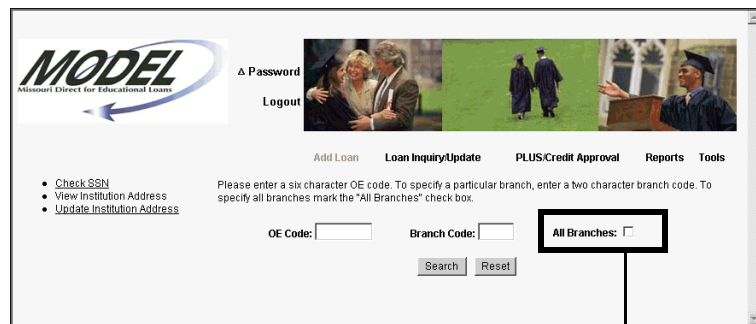 MODEL
Missouri Direct for Educational Loans
Δ Password
Logout
Add Loan Loan Inquiry/Update PLUS/Credit Approval Reports Tools
• Check SSN
• View Institution Address
• Update Institution Address
Please enter a six character OE code. To specify a particular branch, enter a two character branch code. To
specify all branches mark the "All Branches" check box.
OE Code: Branch Code: All Branches:
Search Reset